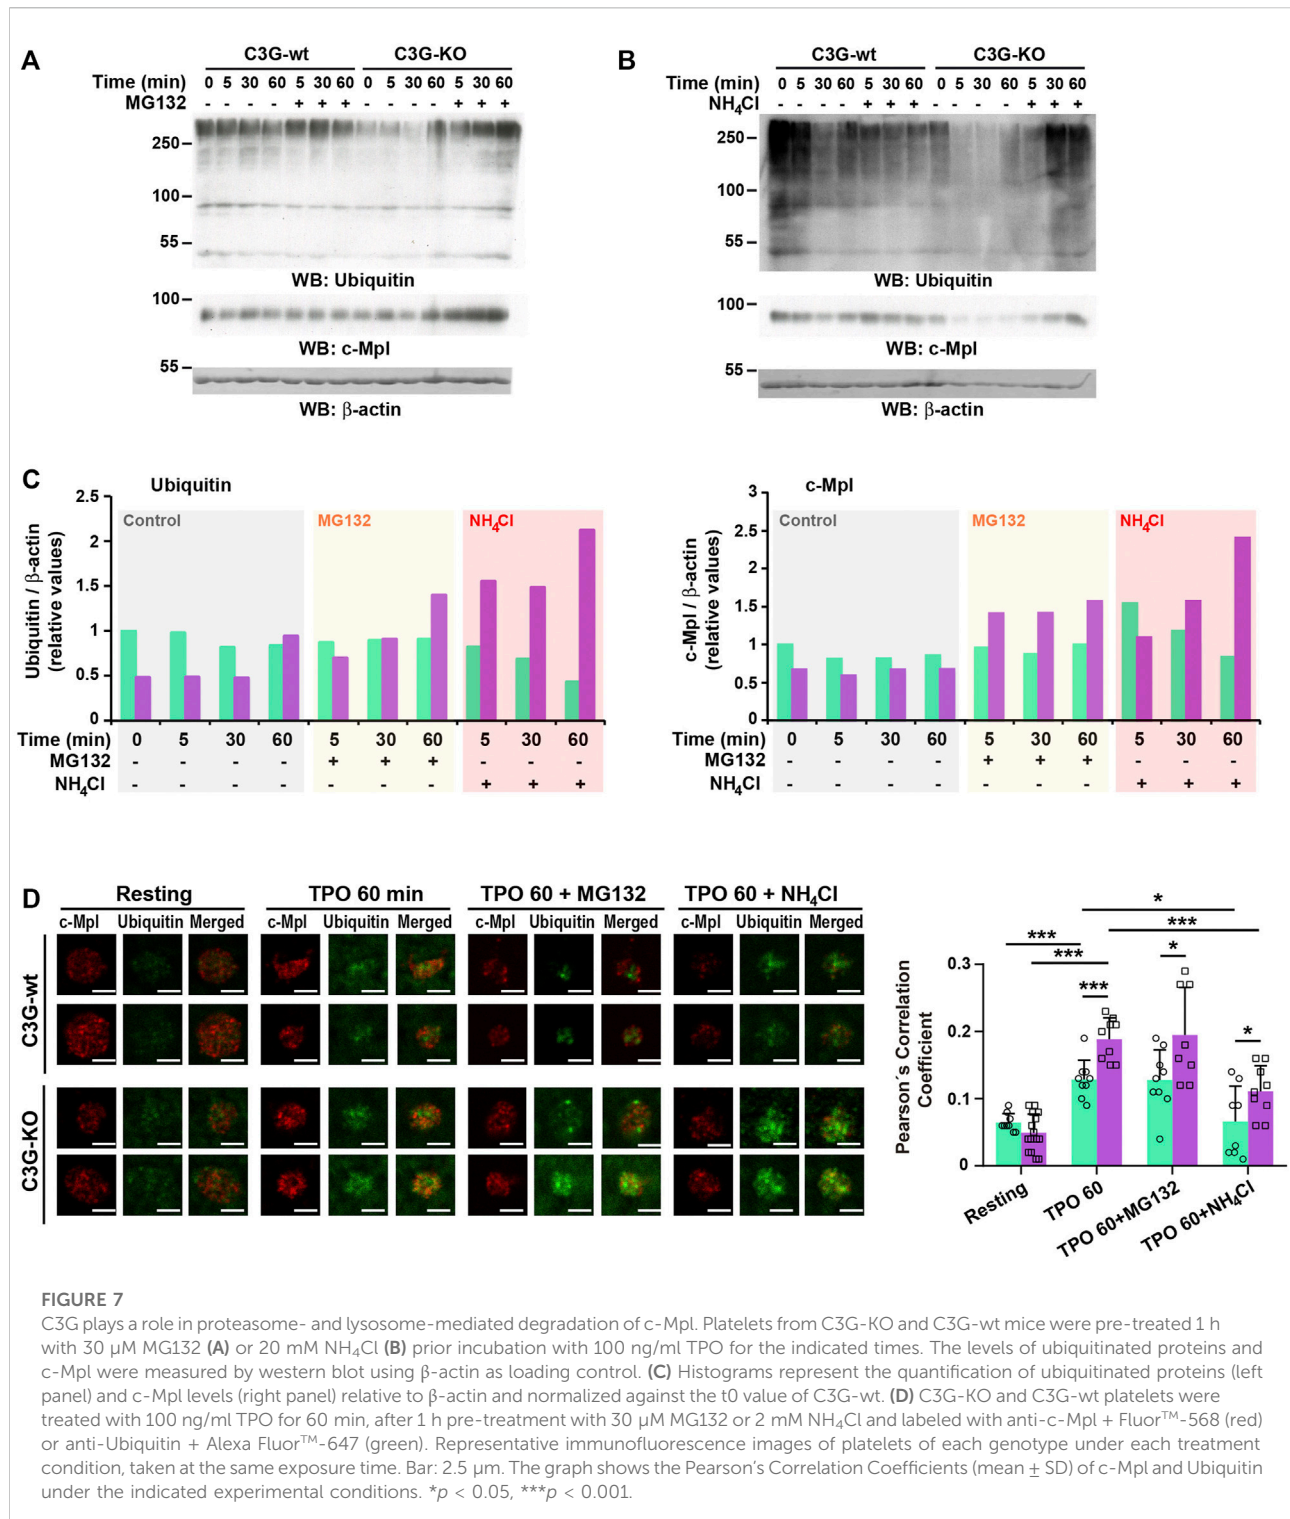 A
C3G-wt C3G-KO
Time (min) 0 5 30 60 5 30 60 0 5 30 60 5 30 60
MG132 - - - - + + + - - - - + + +
250
100
55
WB: Ubiquitin
100
WB: c-Mpl
55
WB: β-actin
B
C3G-wt C3G-KO
Time (min) 0 5 30 60 5 30 60 0 5 30 60 5 30 60
NH₄Cl - - - - + + + - - - - + + +
250
100
55
WB: Ubiquitin
100
WB: c-Mpl
55
WB: β-actin
C
Ubiquitin
Ubiquitin / β-actin
(relative values)
2.5
2
1.5
1
0.5
0
Control MG132 NH₄Cl
Time (min) 0 5 30 60 5 30 60 5 30 60
MG132 - - - - + + + - - -
NH₄Cl - - - - - - - + + +
c-Mpl
c-Mpl / β-actin
(relative values)
3
2.5
2
1.5
1
0.5
0
Control MG132 NH₄Cl
Time (min) 0 5 30 60 5 30 60 5 30 60
MG132 - - - - + + + - - -
NH₄Cl - - - - - - - + + +
D
Resting TPO 60 min TPO 60 + MG132 TPO 60 + NH₄Cl
c-Mpl Ubiquitin Merged c-Mpl Ubiquitin Merged c-Mpl Ubiquitin Merged c-Mpl Ubiquitin Merged
C3G-wt
C3G-KO
Pearson´s Correlation
Coefficient
0.3
0.2
0.1
0
*
***
*** *
***
***
*
Resting TPO 60 TPO 60+MG132 TPO 60+NH₄Cl
FIGURE 7
C3G plays a role in proteasome- and lysosome-mediated degradation of c-Mpl. Platelets from C3G-KO and C3G-wt mice were pre-treated 1 h
with 30 µM MG132 (A) or 20 mM NH₄Cl (B) prior incubation with 100 ng/ml TPO for the indicated times. The levels of ubiquitinated proteins and
c-Mpl were measured by western blot using β-actin as loading control. (C) Histograms represent the quantification of ubiquitinated proteins (left
panel) and c-Mpl levels (right panel) relative to β-actin and normalized against the t0 value of C3G-wt. (D) C3G-KO and C3G-wt platelets were
treated with 100 ng/ml TPO for 60 min, after 1 h pre-treatment with 30 µM MG132 or 2 mM NH₄Cl and labeled with anti-c-Mpl + Fluor™-568 (red)
or anti-Ubiquitin + Alexa Fluor™-647 (green). Representative immunofluorescence images of platelets of each genotype under each treatment
condition, taken at the same exposure time. Bar: 2.5 µm. The graph shows the Pearson's Correlation Coefficients (mean ± SD) of c-Mpl and Ubiquitin
under the indicated experimental conditions. *p < 0.05, ***p < 0.001.